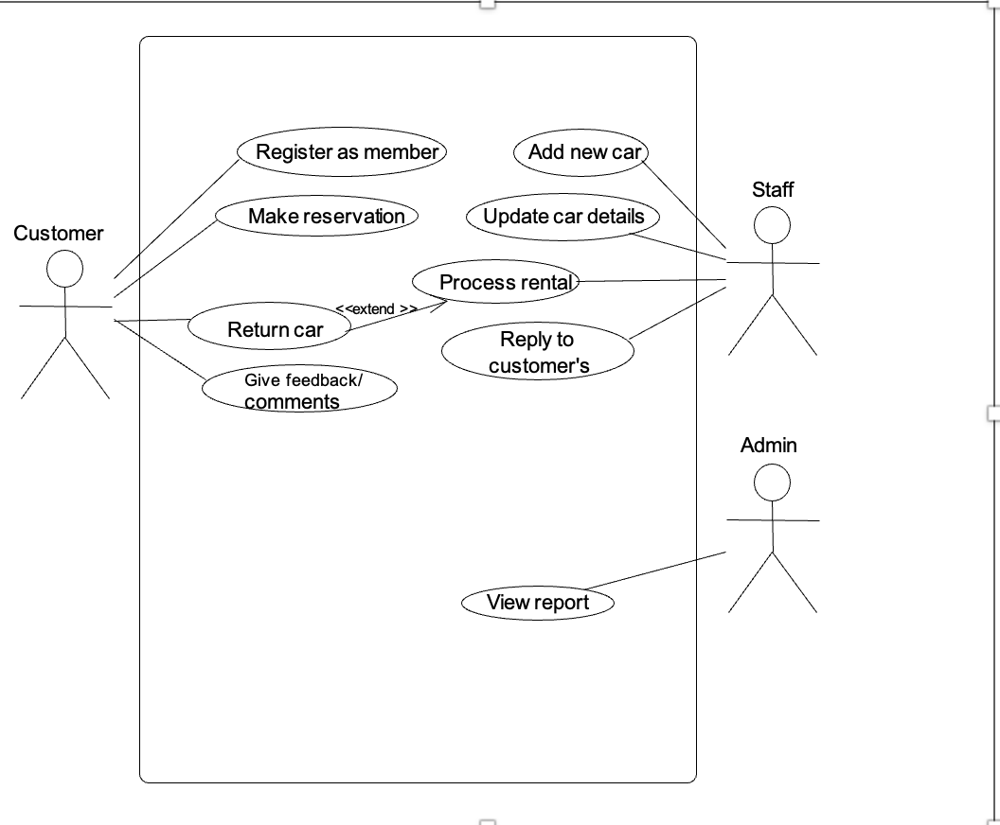 Register as member
Add new car
Staff
Make reservation
Update car details
Customer
Process rental
<<extend >>
Return car
Reply to
customer's
Give feedback/
comments
Admin
View report